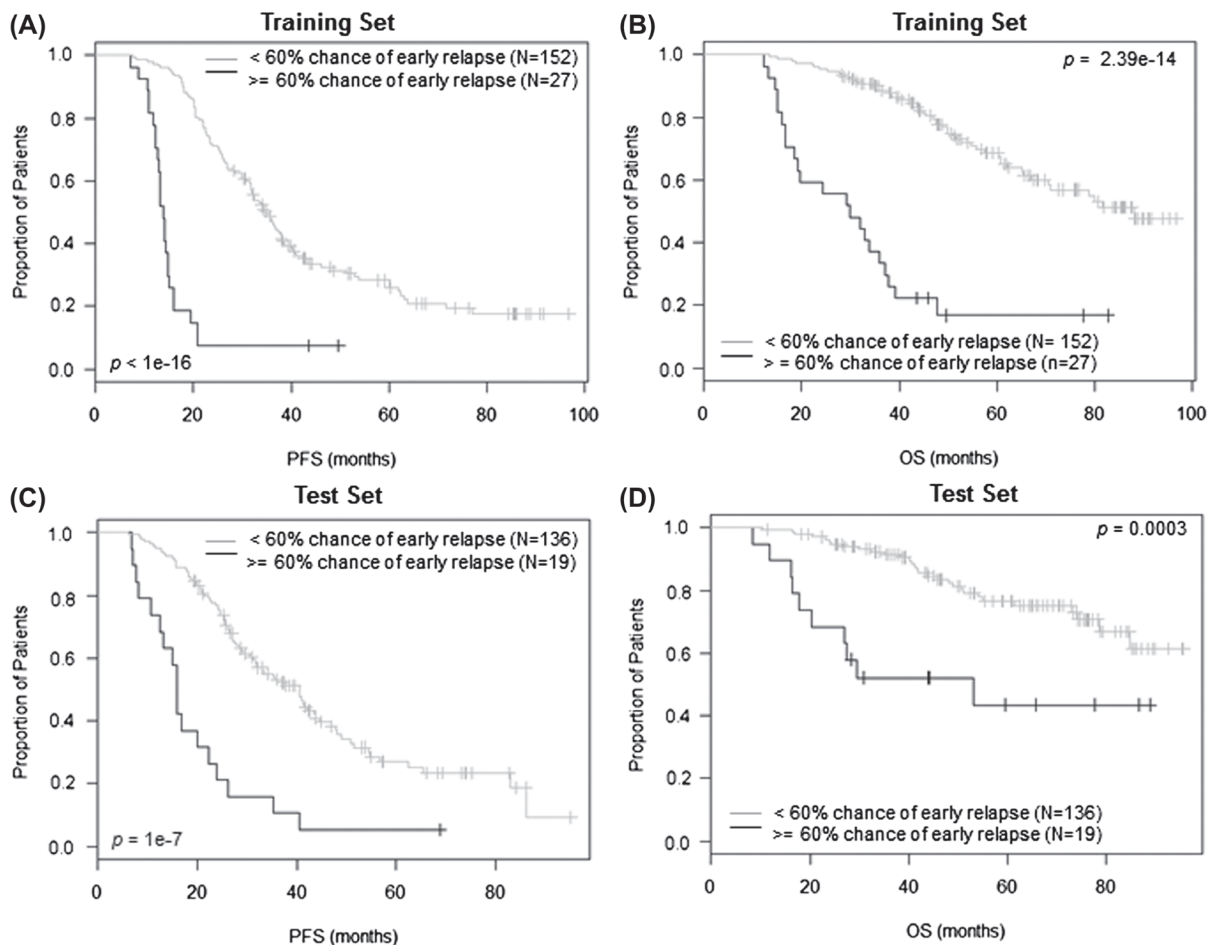 (A)
Training Set
< 60% chance of early relapse (N=152)
>= 60% chance of early relapse (N=27)
1.0
0.8
0.6
0.4
0.2
0.0
Proportion of Patients
p < 1e-16
0 20 40 60 80 100
PFS (months)
(B)
Training Set
p = 2.39e-14
1.0
0.8
0.6
0.4
0.2
0.0
Proportion of Patients
< 60% chance of early relapse (N= 152)
> = 60% chance of early relapse (n=27)
0 20 40 60 80 100
OS (months)
(C)
Test Set
< 60% chance of early relapse (N=136)
>= 60% chance of early relapse (N=19)
1.0
0.8
0.6
0.4
0.2
0.0
Proportion of Patients
p = 1e-7
0 20 40 60 80
PFS (months)
(D)
Test Set
p = 0.0003
1.0
0.8
0.6
0.4
0.2
0.0
Proportion of Patients
< 60% chance of early relapse (N=136)
>= 60% chance of early relapse (N=19)
0 20 40 60 80
OS (months)